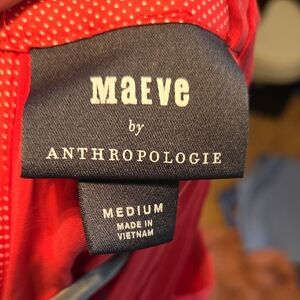 MAEVe
by
ANTHROPOLOGIE
MEDIUM
MADE IN
VIETNAM